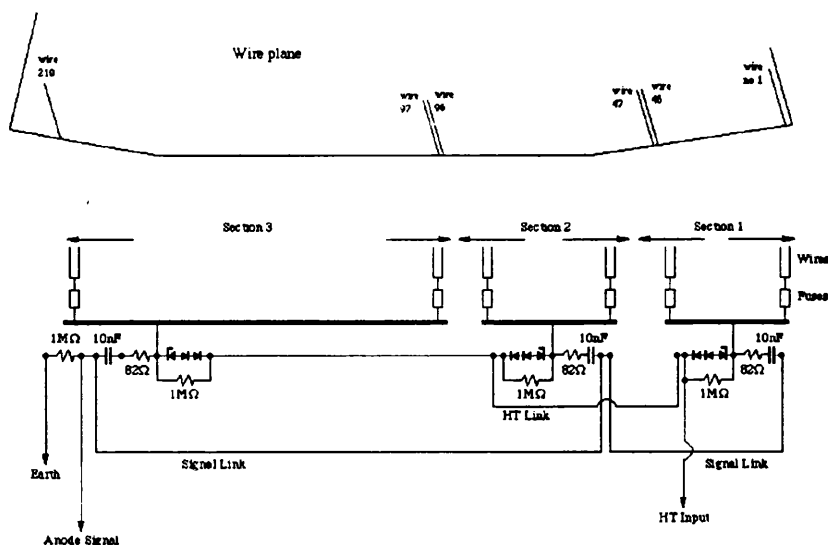 Wire plane
wire
210
wire
97
wire
96
wire
47
wire
46
wire
no 1
Section 3
Section 2
Section 1
Wires
Fuses
1MΩ
10nF
82Ω
1MΩ
10nF
82Ω
1MΩ
10nF
82Ω
1MΩ
HT Link
Signal Link
Signal Link
Earth
HT Input
Anode Signal